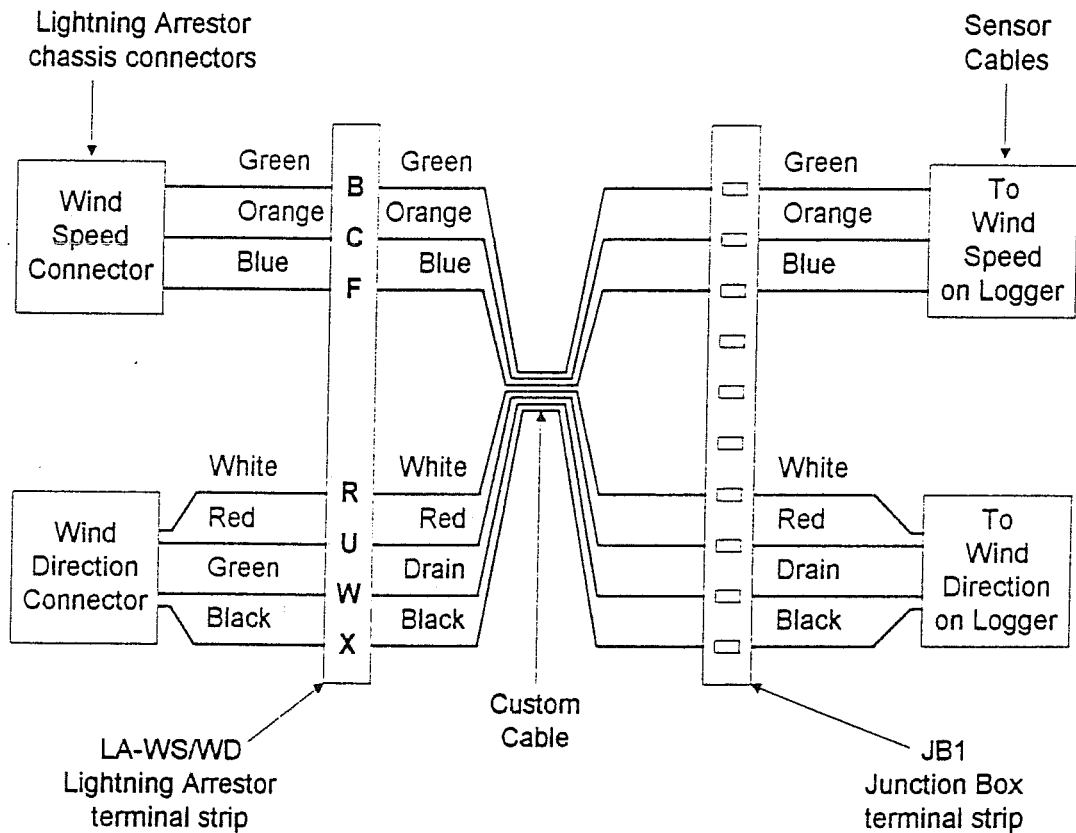 Lightning Arrestor
chassis connectors
Sensor
Cables
Wind
Speed
Connector
Green
Orange
Blue
B
C
F
Green
Orange
Blue
Green
Orange
Blue
To
Wind
Speed
on Logger
Wind
Direction
Connector
White
Red
Green
Black
R
U
W
X
White
Red
Drain
Black
White
Red
Drain
Black
To
Wind
Direction
on Logger
Custom
Cable
LA-WS/WD
Lightning Arrestor
terminal strip
JB1
Junction Box
terminal strip